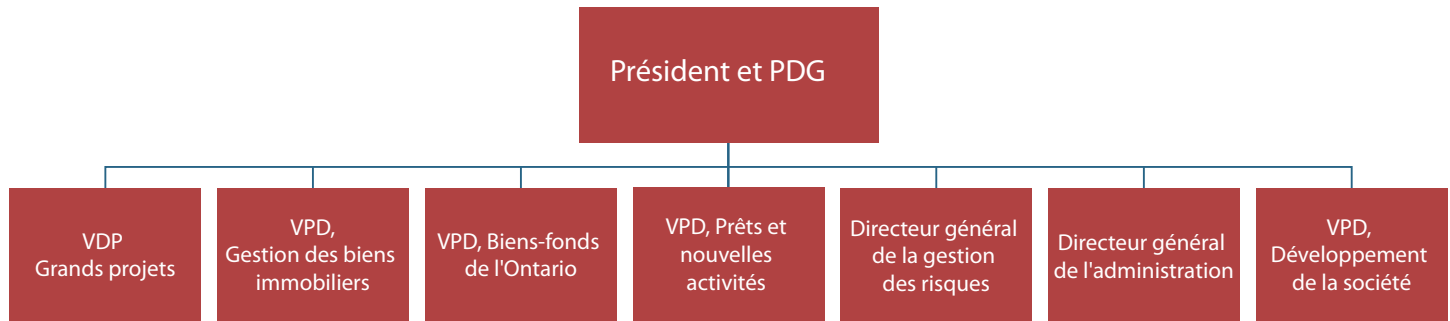 Président et PDG
VDP
Grands projets
VPD,
Gestion des biens
immobiliers
VPD, Biens-fonds
de l'Ontario
VPD, Prêts et
nouvelles
activités
Directeur général
de la gestion
des risques
Directeur général
de l'administration
VPD,
Développement
de la société